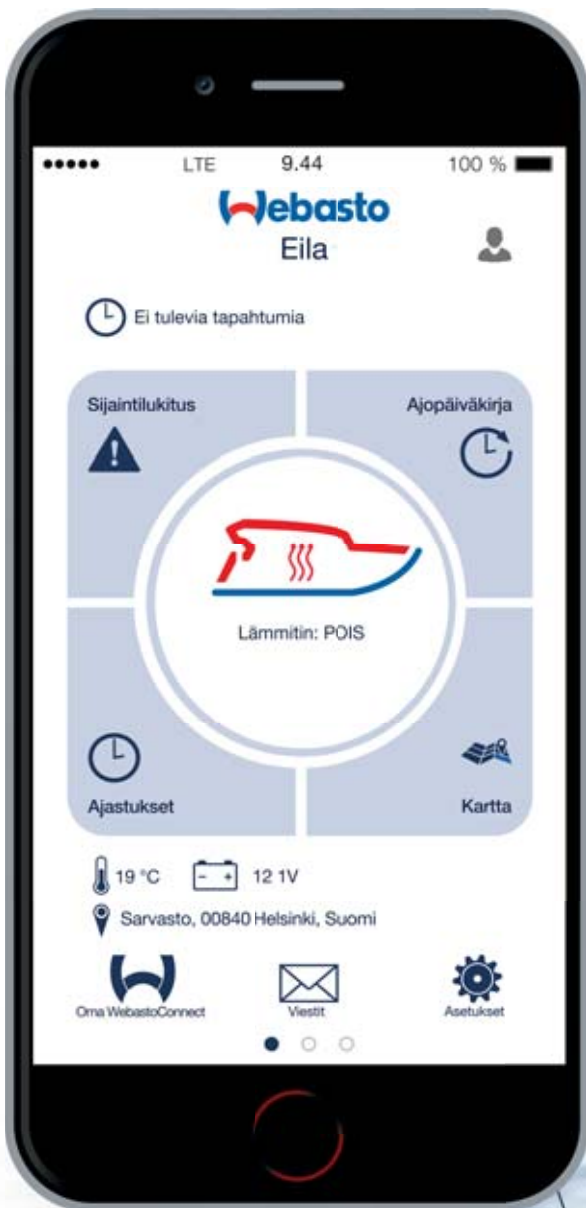 LTE 9.44 100 %
Webasto
Eila
Ei tulevia tapahtumia
Sijaintilukitus Ajopäiväkirja
Lämmitin: POIS
Ajastukset Kartta
19 °C - + 12 1V
Sarvasto, 00840 Helsinki, Suomi
Oma WebastoConnect Viestit Asetukset